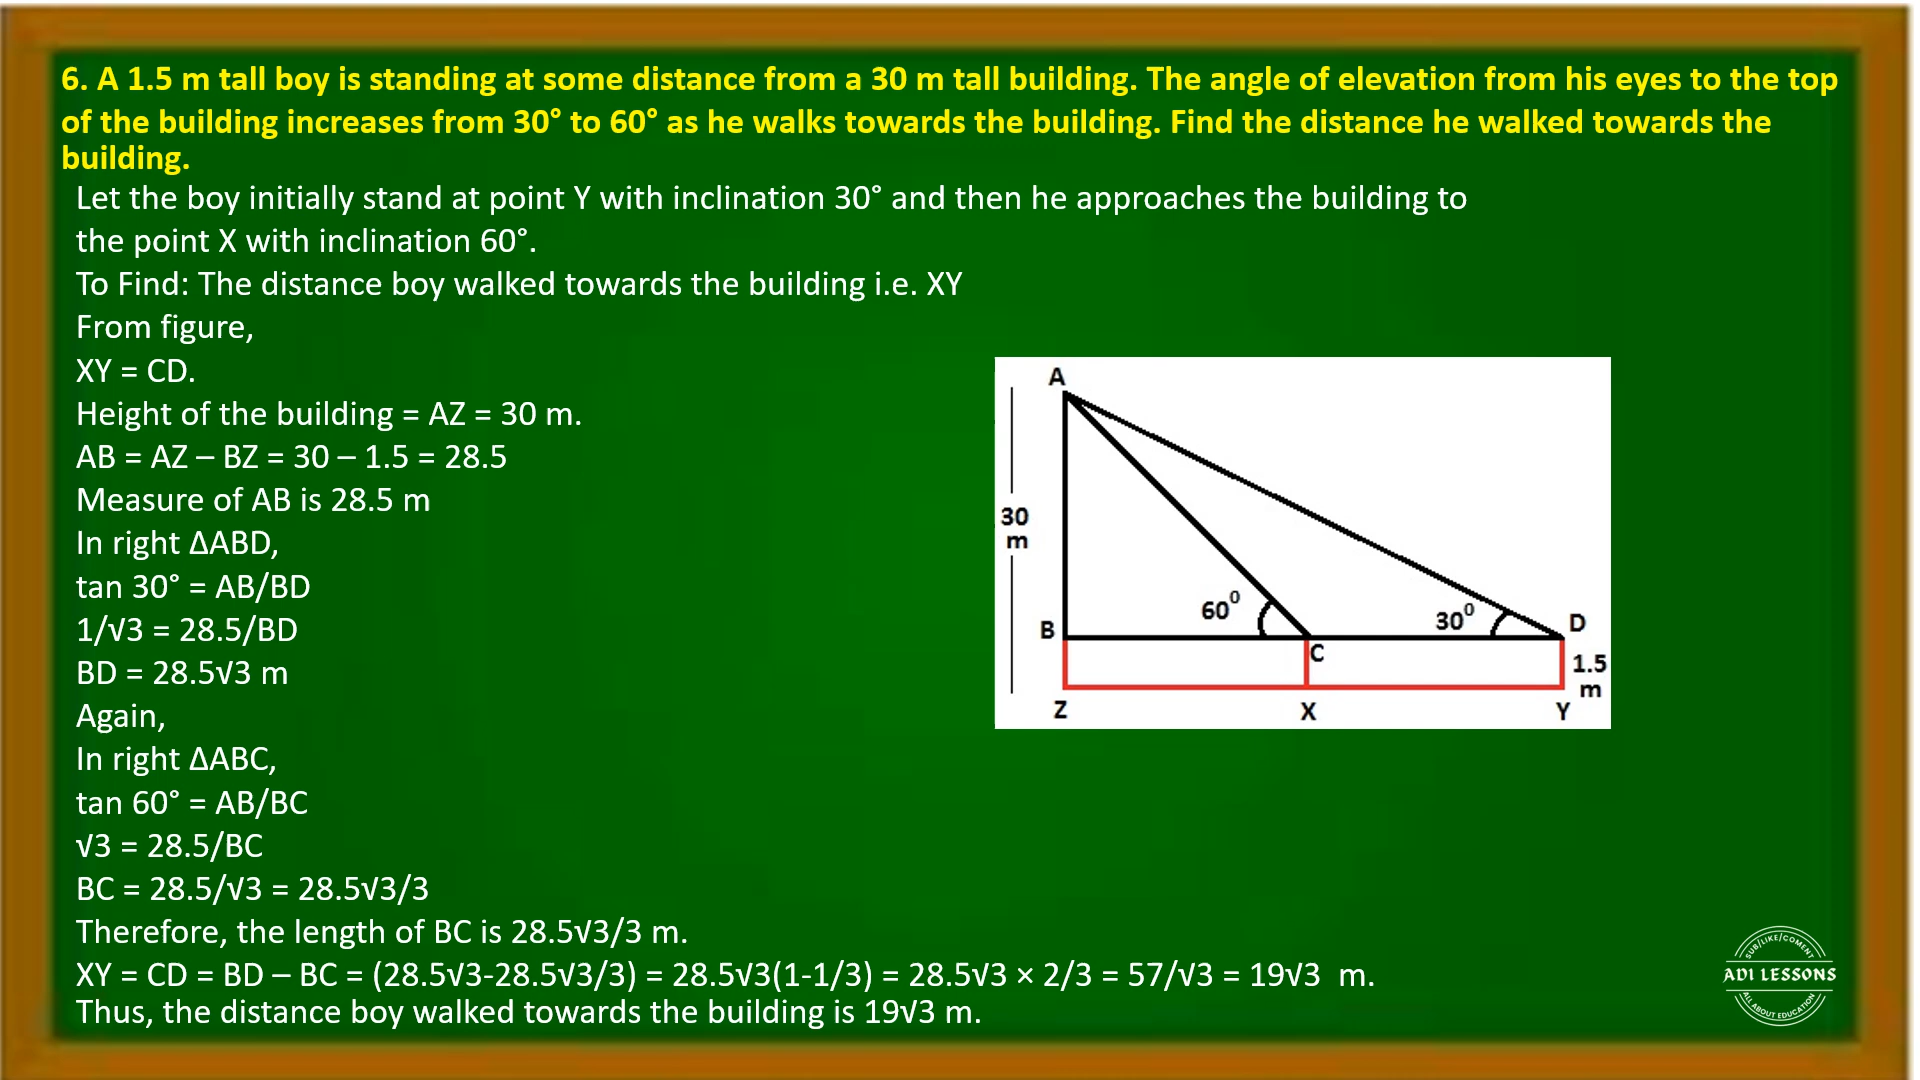 6. A 1.5 m tall boy is standing at some distance from a 30 m tall building. The angle of elevation from his eyes to the top
of the building increases from 30° to 60° as he walks towards the building. Find the distance he walked towards the
building.
Let the boy initially stand at point Y with inclination 30° and then he approaches the building to
the point X with inclination 60°.
To Find: The distance boy walked towards the building i.e. XY
From figure,
XY = CD.
Height of the building = AZ = 30 m.
AB = AZ – BZ = 30 – 1.5 = 28.5
Measure of AB is 28.5 m
In right ΔABD,
tan 30° = AB/BD
1/√3 = 28.5/BD
BD = 28.5√3 m
Again,
In right ΔABC,
tan 60° = AB/BC
√3 = 28.5/BC
BC = 28.5/√3 = 28.5√3/3
Therefore, the length of BC is 28.5√3/3 m.
XY = CD = BD – BC = (28.5√3-28.5√3/3) = 28.5√3(1-1/3) = 28.5√3 × 2/3 = 57/√3 = 19√3 m.
Thus, the distance boy walked towards the building is 19√3 m.
A
30
m
60⁰
30⁰
B
D
C
1.5
m
Z
X
Y
SUB/LIKE/COMENT
ADI LESSONS
ALL ABOUT EDUCATION